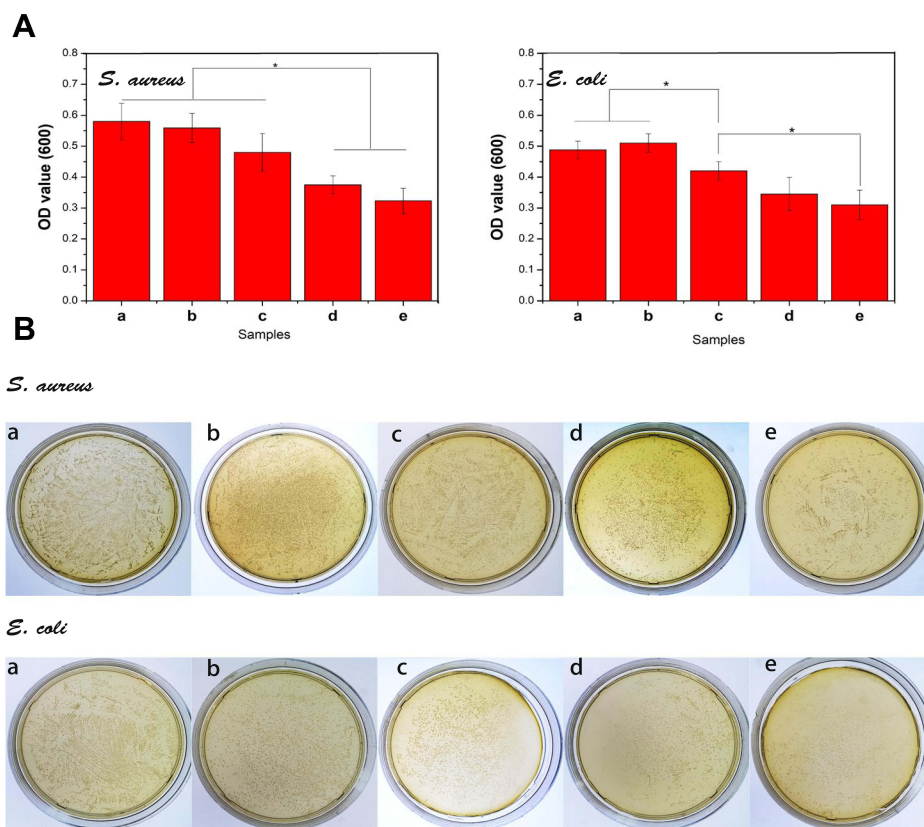 A
S. aureus
*
OD value (600)
0.8
0.7
0.6
0.5
0.4
0.3
0.2
0.1
0.0
a b c d e
Samples
E. coli
*
*
OD value (600)
0.8
0.7
0.6
0.5
0.4
0.3
0.2
0.1
0.0
a b c d e
Samples
B
S. aureus
a b c d e
E. coli
a b c d e